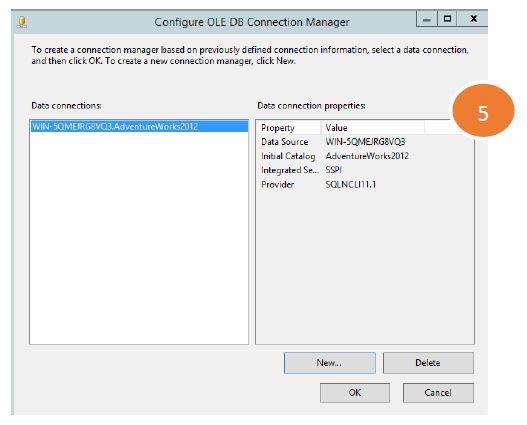 Configure OLE DB Connection Manager
To create a connection manager based on previously defined connection information, select a data connection,
and then click OK. To create a new connection manager, click New.
5
Data connections:
Data connection properties:
WIN-5QMEJRG8VQ3.AdventureWorks2012
Property Value
Data Source WIN-5QMEJRG8VQ3
Initial Catalog AdventureWorks2012
Integrated Se... SSPI
Provider SQLNCLI11.1
New... Delete
OK Cancel